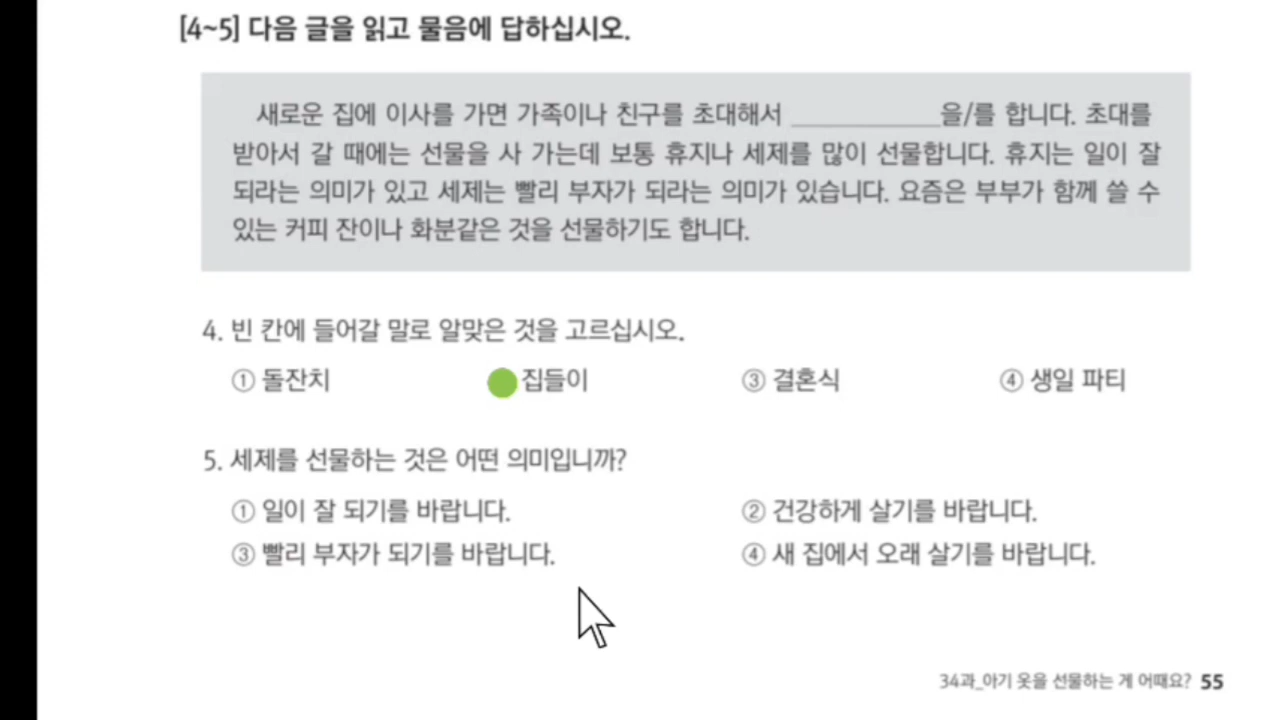 [4~5] 다음 글을 읽고 물음에 답하십시오.
새로운 집에 이사를 가면 가족이나 친구를 초대해서 ____________을/를 합니다. 초대를
받아서 갈 때에는 선물을 사 가는데 보통 휴지나 세제를 많이 선물합니다. 휴지는 일이 잘
되라는 의미가 있고 세제는 빨리 부자가 되라는 의미가 있습니다. 요즘은 부부가 함께 쓸 수
있는 커피 잔이나 화분같은 것을 선물하기도 합니다.
4. 빈 칸에 들어갈 말로 알맞은 것을 고르십시오.
① 돌잔치 집들이 ③ 결혼식 ④ 생일 파티
5. 세제를 선물하는 것은 어떤 의미입니까?
① 일이 잘 되기를 바랍니다. ② 건강하게 살기를 바랍니다.
③ 빨리 부자가 되기를 바랍니다. ④ 새 집에서 오래 살기를 바랍니다.
34과_아기 옷을 선물하는 게 어때요? 55